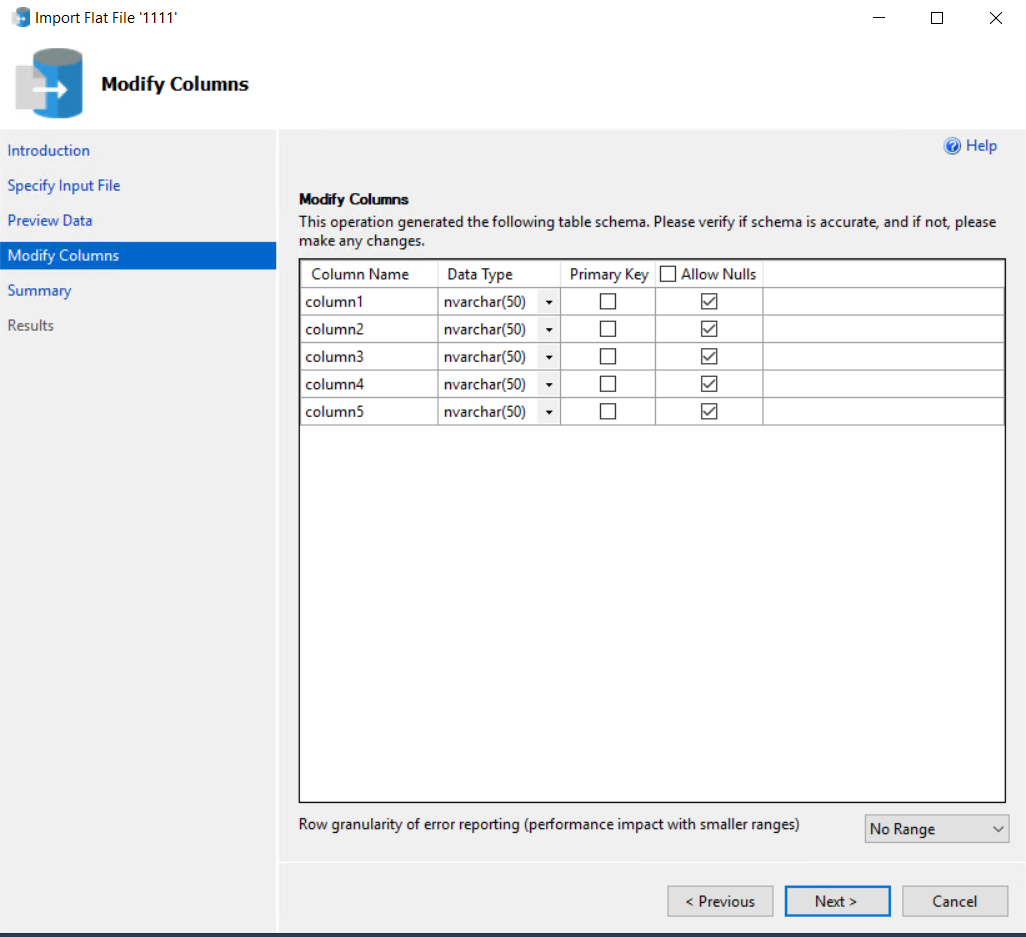 Import Flat File '1111'
Modify Columns
Introduction
Specify Input File
Preview Data
Modify Columns
Summary
Results
Help
Modify Columns
This operation generated the following table schema. Please verify if schema is accurate, and if not, please
make any changes.
Column Name Data Type Primary Key Allow Nulls
column1 nvarchar(50)
column2 nvarchar(50)
column3 nvarchar(50)
column4 nvarchar(50)
column5 nvarchar(50)
Row granularity of error reporting (performance impact with smaller ranges) No Range
< Previous Next > Cancel